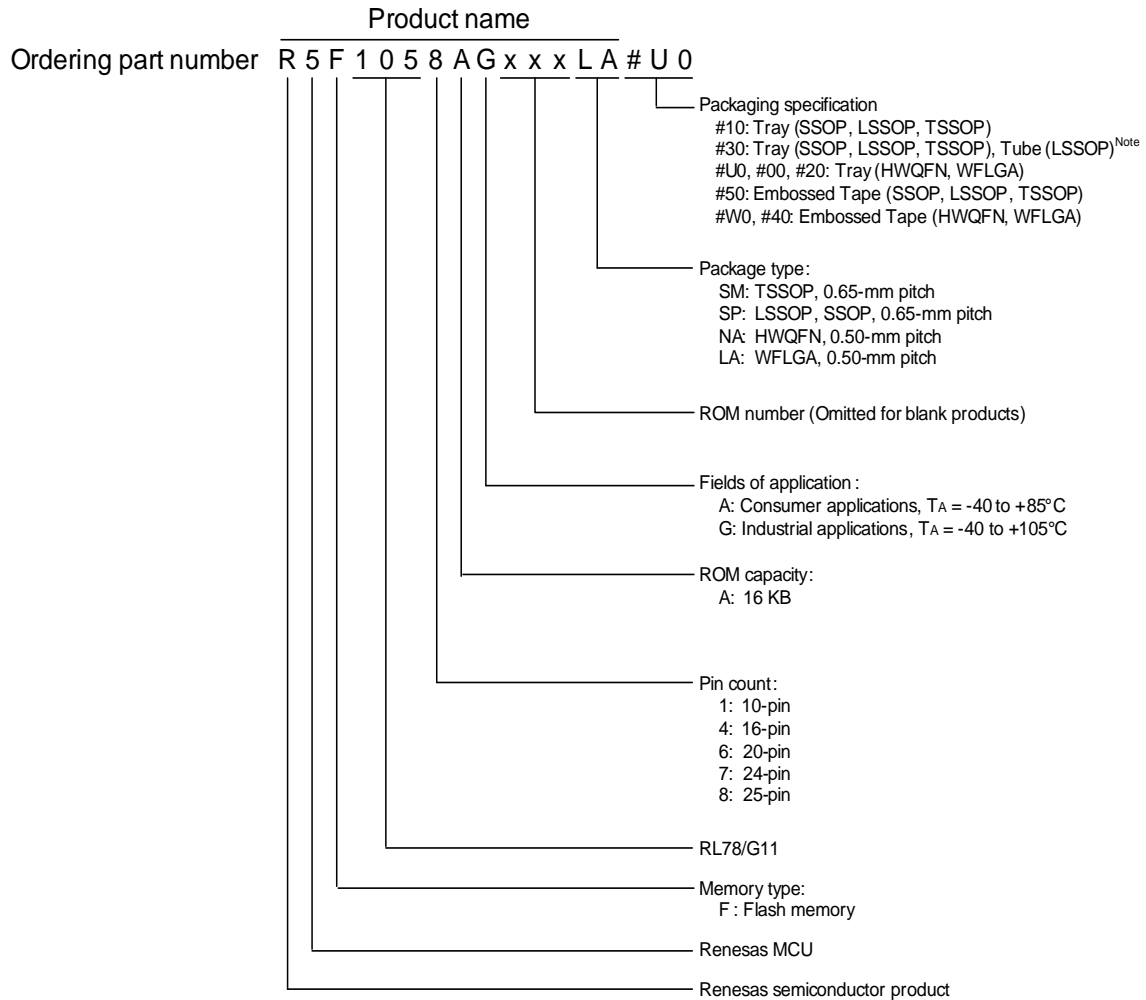 Product name
Ordering part number R 5 F 1 0 5 8 A G x x x L A # U 0
Packaging specification
#10: Tray (SSOP, LSSOP, TSSOP)
#30: Tray (SSOP, LSSOP, TSSOP), Tube (LSSOP)Note
#U0, #00, #20: Tray (HWQFN, WFLGA)
#50: Embossed Tape (SSOP, LSSOP, TSSOP)
#W0, #40: Embossed Tape (HWQFN, WFLGA)
Package type:
SM: TSSOP, 0.65-mm pitch
SP: LSSOP, SSOP, 0.65-mm pitch
NA: HWQFN, 0.50-mm pitch
LA: WFLGA, 0.50-mm pitch
ROM number (Omitted for blank products)
Fields of application :
A: Consumer applications, TA = -40 to +85°C
G: Industrial applications, TA = -40 to +105°C
ROM capacity:
A: 16 KB
Pin count:
1: 10-pin
4: 16-pin
6: 20-pin
7: 24-pin
8: 25-pin
RL78/G11
Memory type:
F : Flash memory
Renesas MCU
Renesas semiconductor product